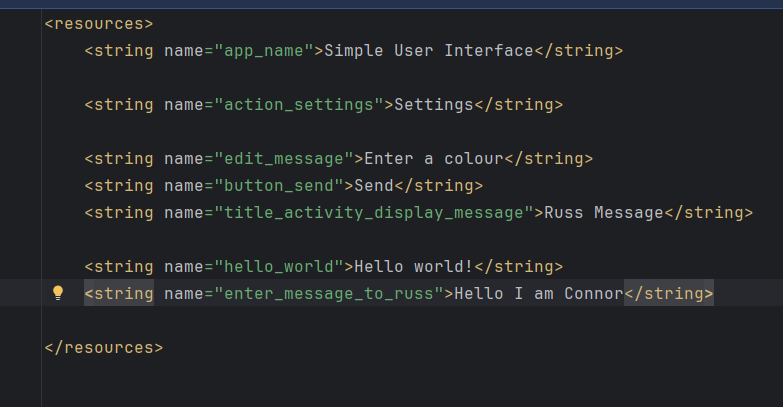 <resources>
<string name="app_name">Simple User Interface</string>
<string name="action_settings">Settings</string>
<string name="edit_message">Enter a colour</string>
<string name="button_send">Send</string>
<string name="title_activity_display_message">Russ Message</string>
<string name="hello_world">Hello world!</string>
<string name="enter_message_to_russ">Hello I am Connor</string>
</resources>